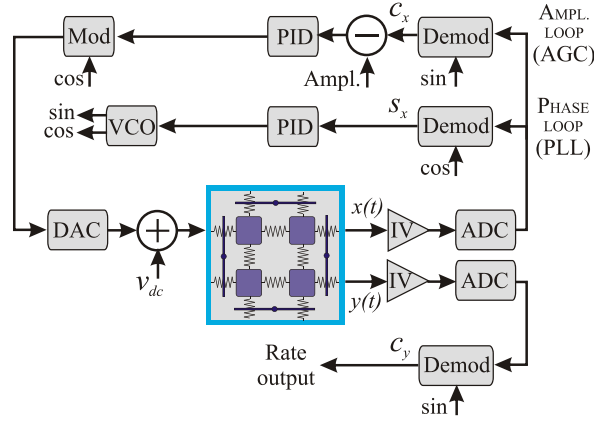 Mod
PID
c_x
Demod
AMPL.
LOOP
(AGC)
cos
Ampl.
sin
sin
cos
VCO
PID
s_x
Demod
PHASE
LOOP
(PLL)
cos
DAC
v_dc
x(t)
IV
ADC
y(t)
IV
ADC
Rate
output
c_y
Demod
sin